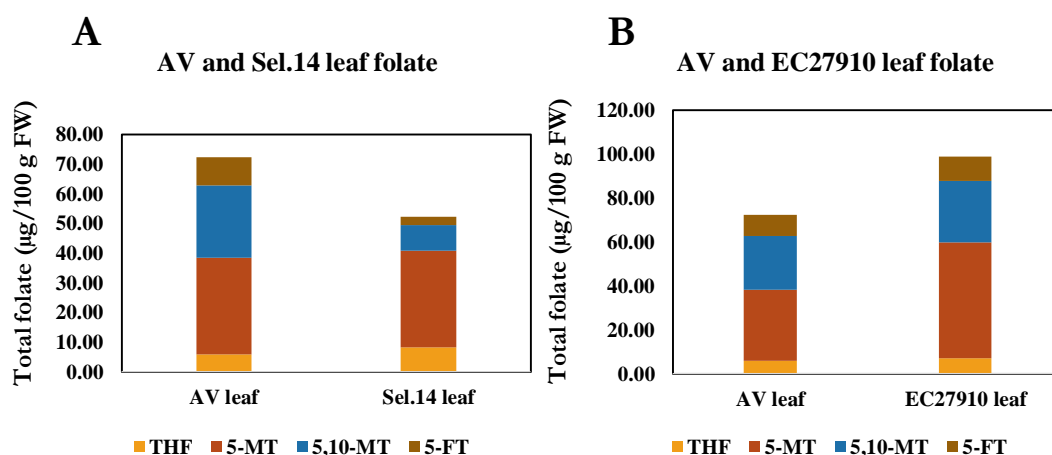 A
AV and Sel.14 leaf folate
Total folate (µg/100 g FW)
80.00
70.00
60.00
50.00
40.00
30.00
20.00
10.00
0.00
AV leaf Sel.14 leaf
THF 5-MT 5,10-MT 5-FT
B
AV and EC27910 leaf folate
Total folate (µg/100 g FW)
120.00
100.00
80.00
60.00
40.00
20.00
0.00
AV leaf EC27910 leaf
THF 5-MT 5,10-MT 5-FT